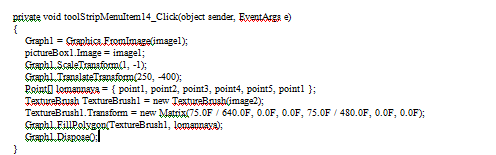 private void toolStripMenuItem14_Click(object sender, EventArgs e)
{
Graph1 = Graphics.FromImage(image1);
pictureBox1.Image = image1;
Graph1.ScaleTransform(1, -1);
Graph1.TranslateTransform(250, -400);
Point[] lomannaya = { point1, point2, point3, point4, point5, point1 };
TextureBrush TextureBrush1 = new TextureBrush(image2);
TextureBrush1.Transform = new Matrix(75.0F / 640.0F, 0.0F, 0.0F, 75.0F / 480.0F, 0.0F, 0.0F);
Graph1.FillPolygon(TextureBrush1, lomannaya);
Graph1.Dispose();
}